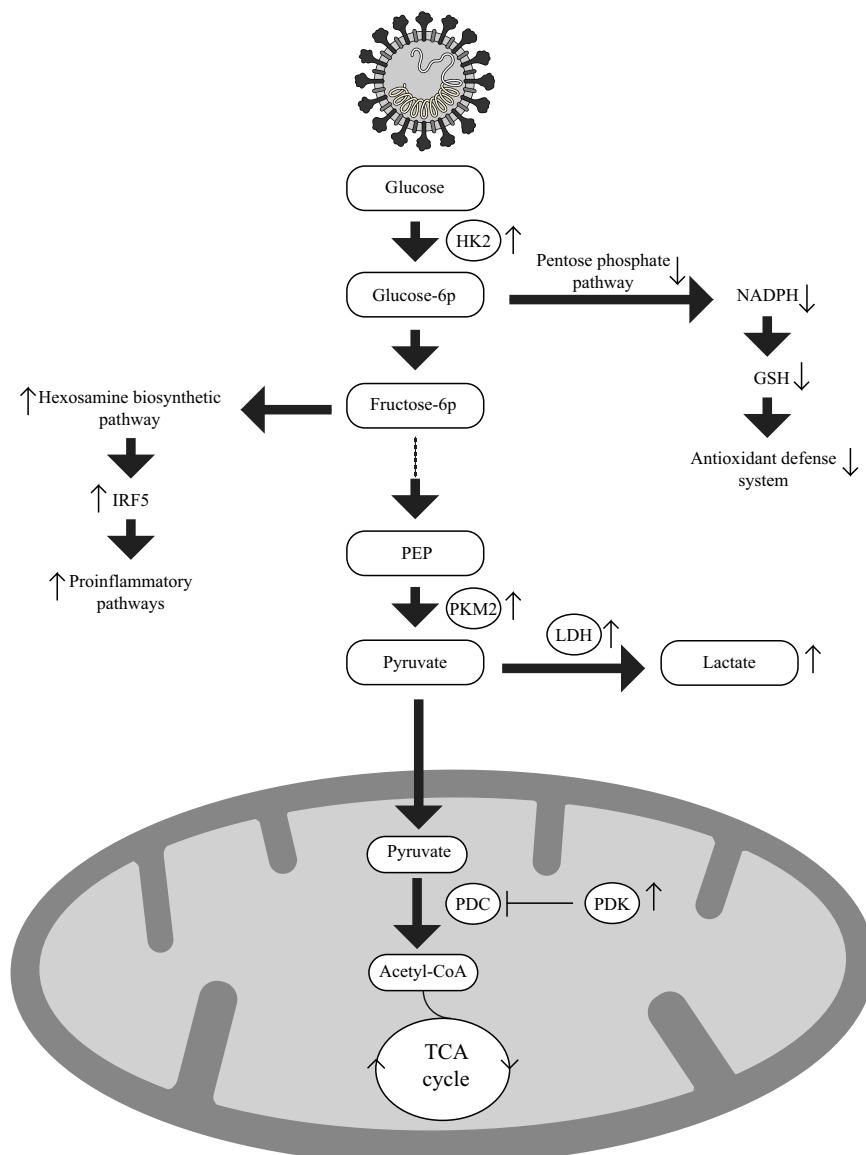 Glucose
HK2
Pentose phosphate
pathway
Glucose-6p
NADPH
GSH
Hexosamine biosynthetic
pathway
Fructose-6p
Antioxidant defense
system
IRF5
PEP
Proinflammatory
pathways
PKM2
LDH
Pyruvate
Lactate
Pyruvate
PDC
PDK
Acetyl-CoA
TCA
cycle